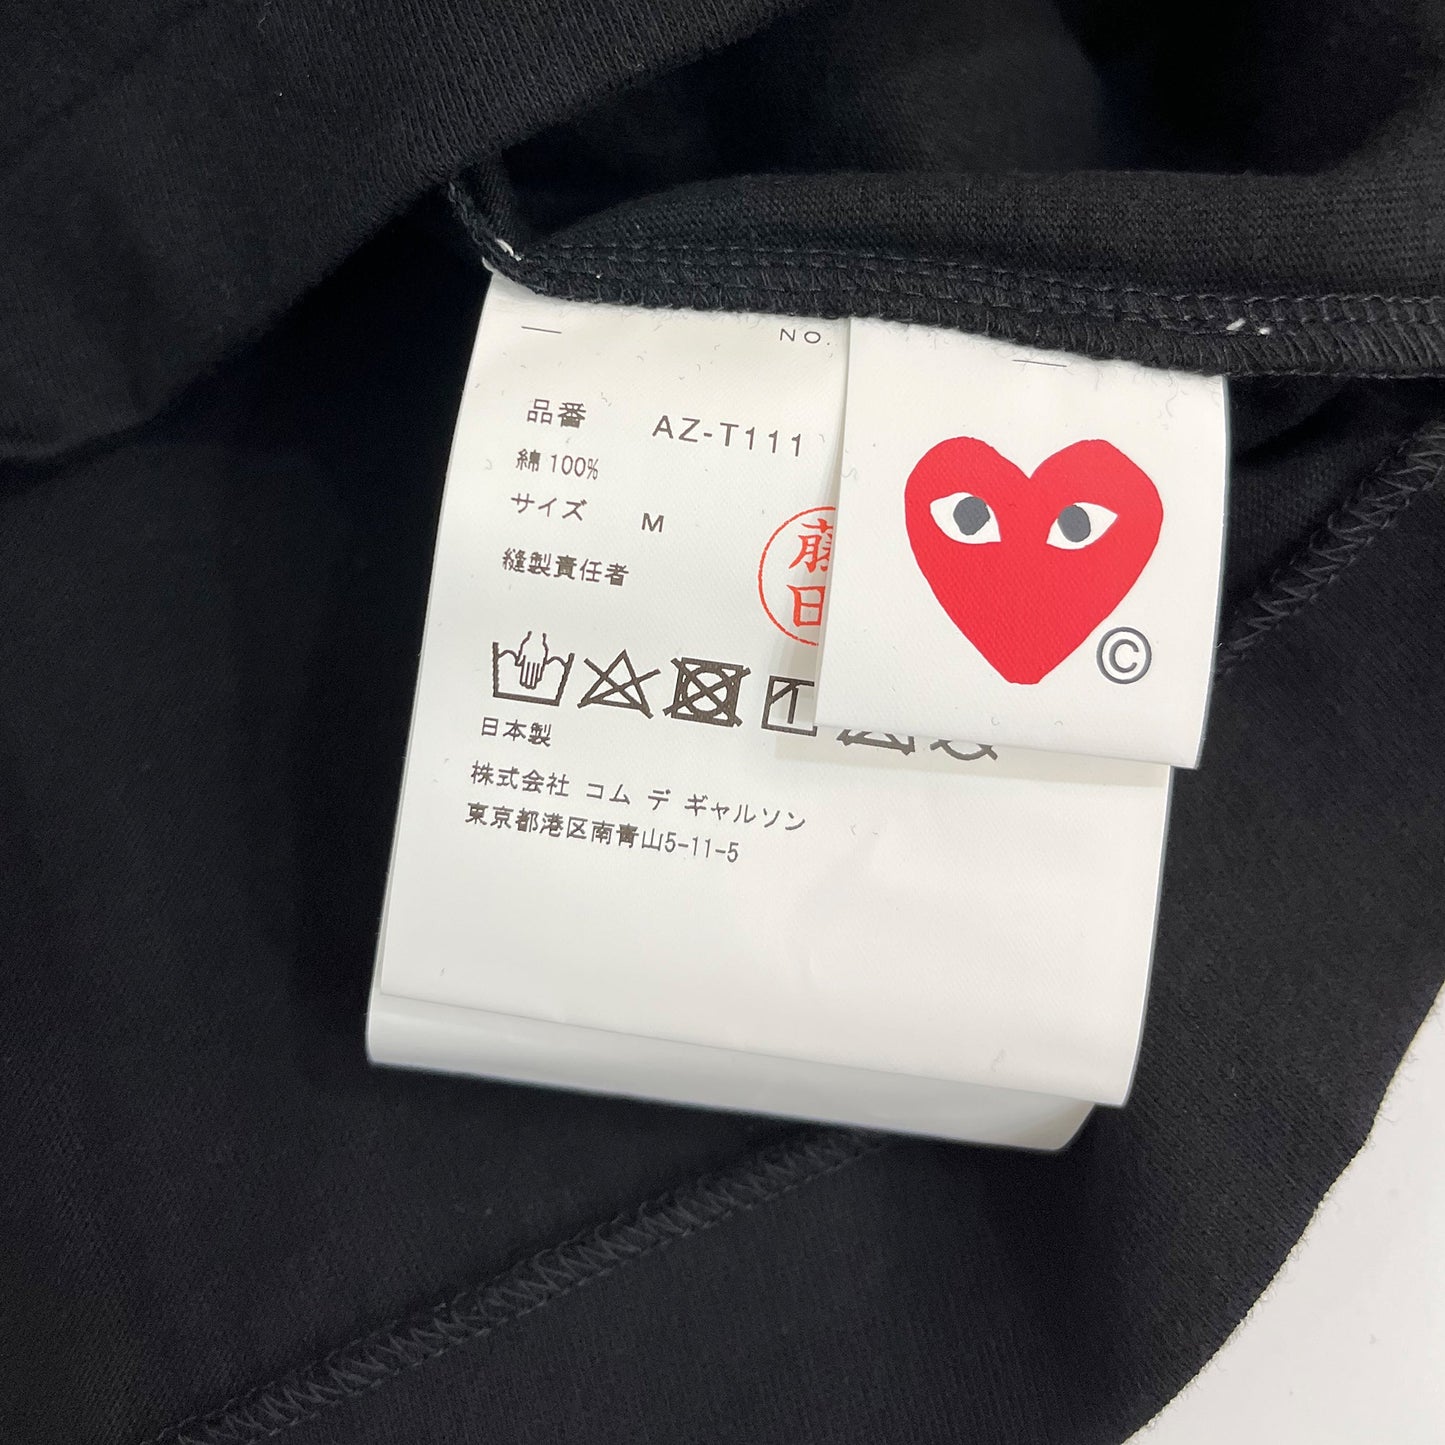 NO.
品番 AZ-T111
綿 100%
サイズ M
縫製責任者
日本製
株式会社 コム デ ギャルソン
東京都港区南青山5-11-5
©